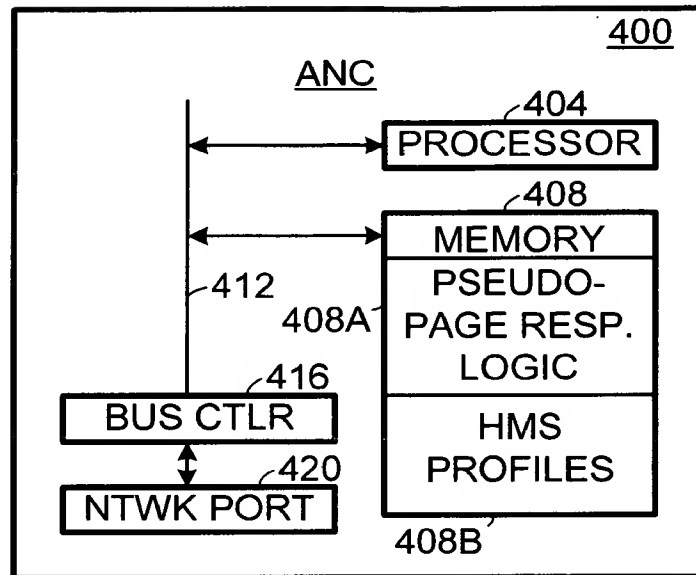 400
ANC
404
PROCESSOR
408
MEMORY
412
408A
PSEUDO-
PAGE RESP.
LOGIC
416
BUS CTLR
HMS
PROFILES
420
NTWK PORT
408B